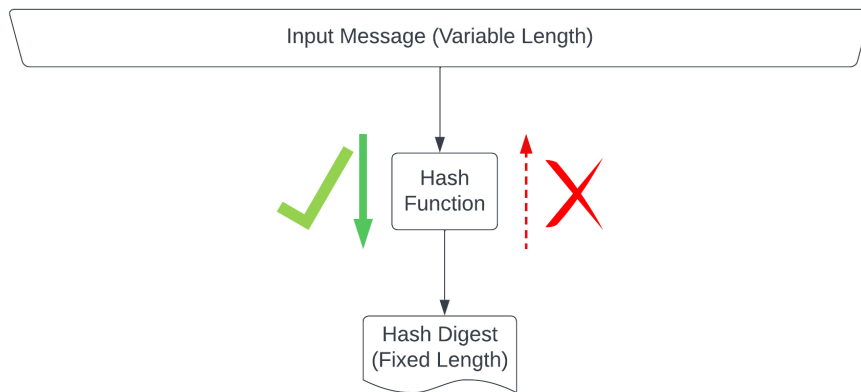 Input Message (Variable Length)
Hash
Function
Hash Digest
(Fixed Length)